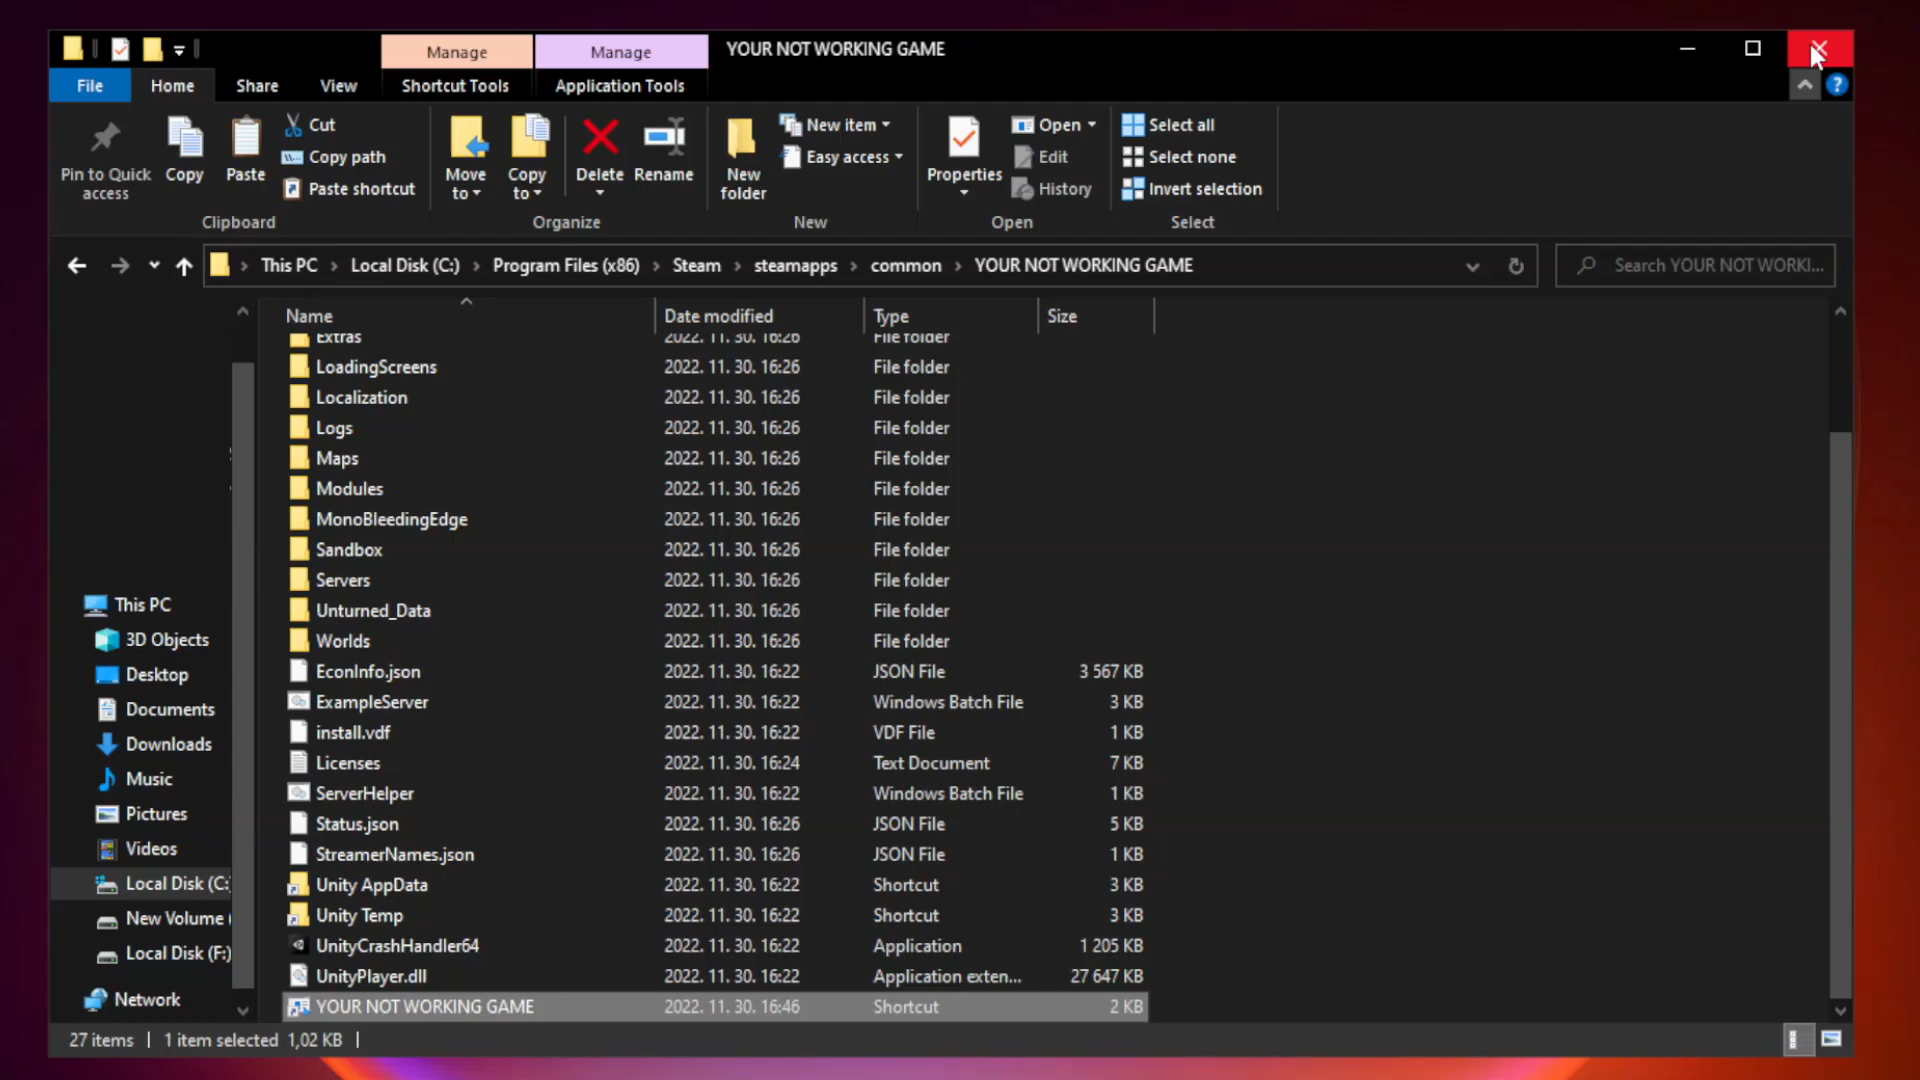 Manage
Manage
YOUR NOT WORKING GAME
File
Home
Share
View
Shortcut Tools
Application Tools
Pin to Quick access
Copy
Paste
Cut
Copy path
Paste shortcut
Clipboard
Move to
Copy to
Delete
Rename
Organize
New folder
New item
Easy access
New
Properties
Open
Edit
History
Open
Select all
Select none
Invert selection
Select
This PC > Local Disk (C:) > Program Files (x86) > Steam > steamapps > common > YOUR NOT WORKING GAME
Search YOUR NOT WORKI...
Name Date modified Type Size
Extras 2022. 11. 30. 16:26 File folder
LoadingScreens 2022. 11. 30. 16:26 File folder
Localization 2022. 11. 30. 16:26 File folder
Logs 2022. 11. 30. 16:26 File folder
Maps 2022. 11. 30. 16:26 File folder
Modules 2022. 11. 30. 16:26 File folder
MonoBleedingEdge 2022. 11. 30. 16:26 File folder
Sandbox 2022. 11. 30. 16:26 File folder
Servers 2022. 11. 30. 16:26 File folder
Unturned_Data 2022. 11. 30. 16:26 File folder
Worlds 2022. 11. 30. 16:26 File folder
EconInfo.json 2022. 11. 30. 16:22 JSON File 3 567 KB
ExampleServer 2022. 11. 30. 16:22 Windows Batch File 3 KB
install.vdf 2022. 11. 30. 16:22 VDF File 1 KB
Licenses 2022. 11. 30. 16:24 Text Document 7 KB
ServerHelper 2022. 11. 30. 16:22 Windows Batch File 1 KB
Status.json 2022. 11. 30. 16:26 JSON File 5 KB
StreamerNames.json 2022. 11. 30. 16:26 JSON File 1 KB
Unity AppData 2022. 11. 30. 16:22 Shortcut 3 KB
Unity Temp 2022. 11. 30. 16:22 Shortcut 3 KB
UnityCrashHandler64 2022. 11. 30. 16:22 Application 1 205 KB
UnityPlayer.dll 2022. 11. 30. 16:22 Application exten... 27 647 KB
YOUR NOT WORKING GAME 2022. 11. 30. 16:46 Shortcut 2 KB
This PC
3D Objects
Desktop
Documents
Downloads
Music
Pictures
Videos
Local Disk (C:)
New Volume (
Local Disk (F:)
Network
27 items | 1 item selected 1,02 KB |